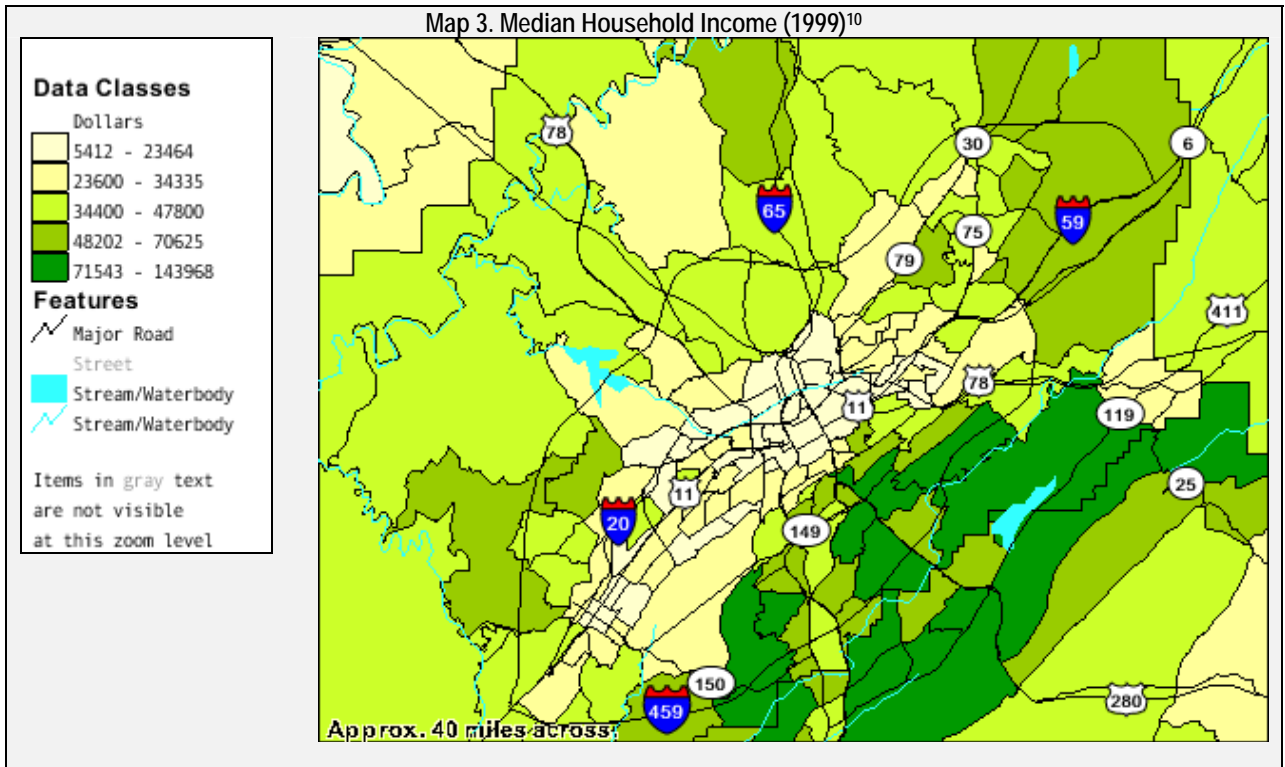 Map 3. Median Household Income (1999)10
Data Classes
Dollars
5412 - 23464
23600 - 34335
34400 - 47800
48202 - 70625
71543 - 143968
Features
Major Road
Street
Stream/Waterbody
Stream/Waterbody
Items in gray text
are not visible
at this zoom level
78
30
6
65
59
75
79
411
78
11
119
11
25
20
149
150
459
280
Approx. 40 miles across